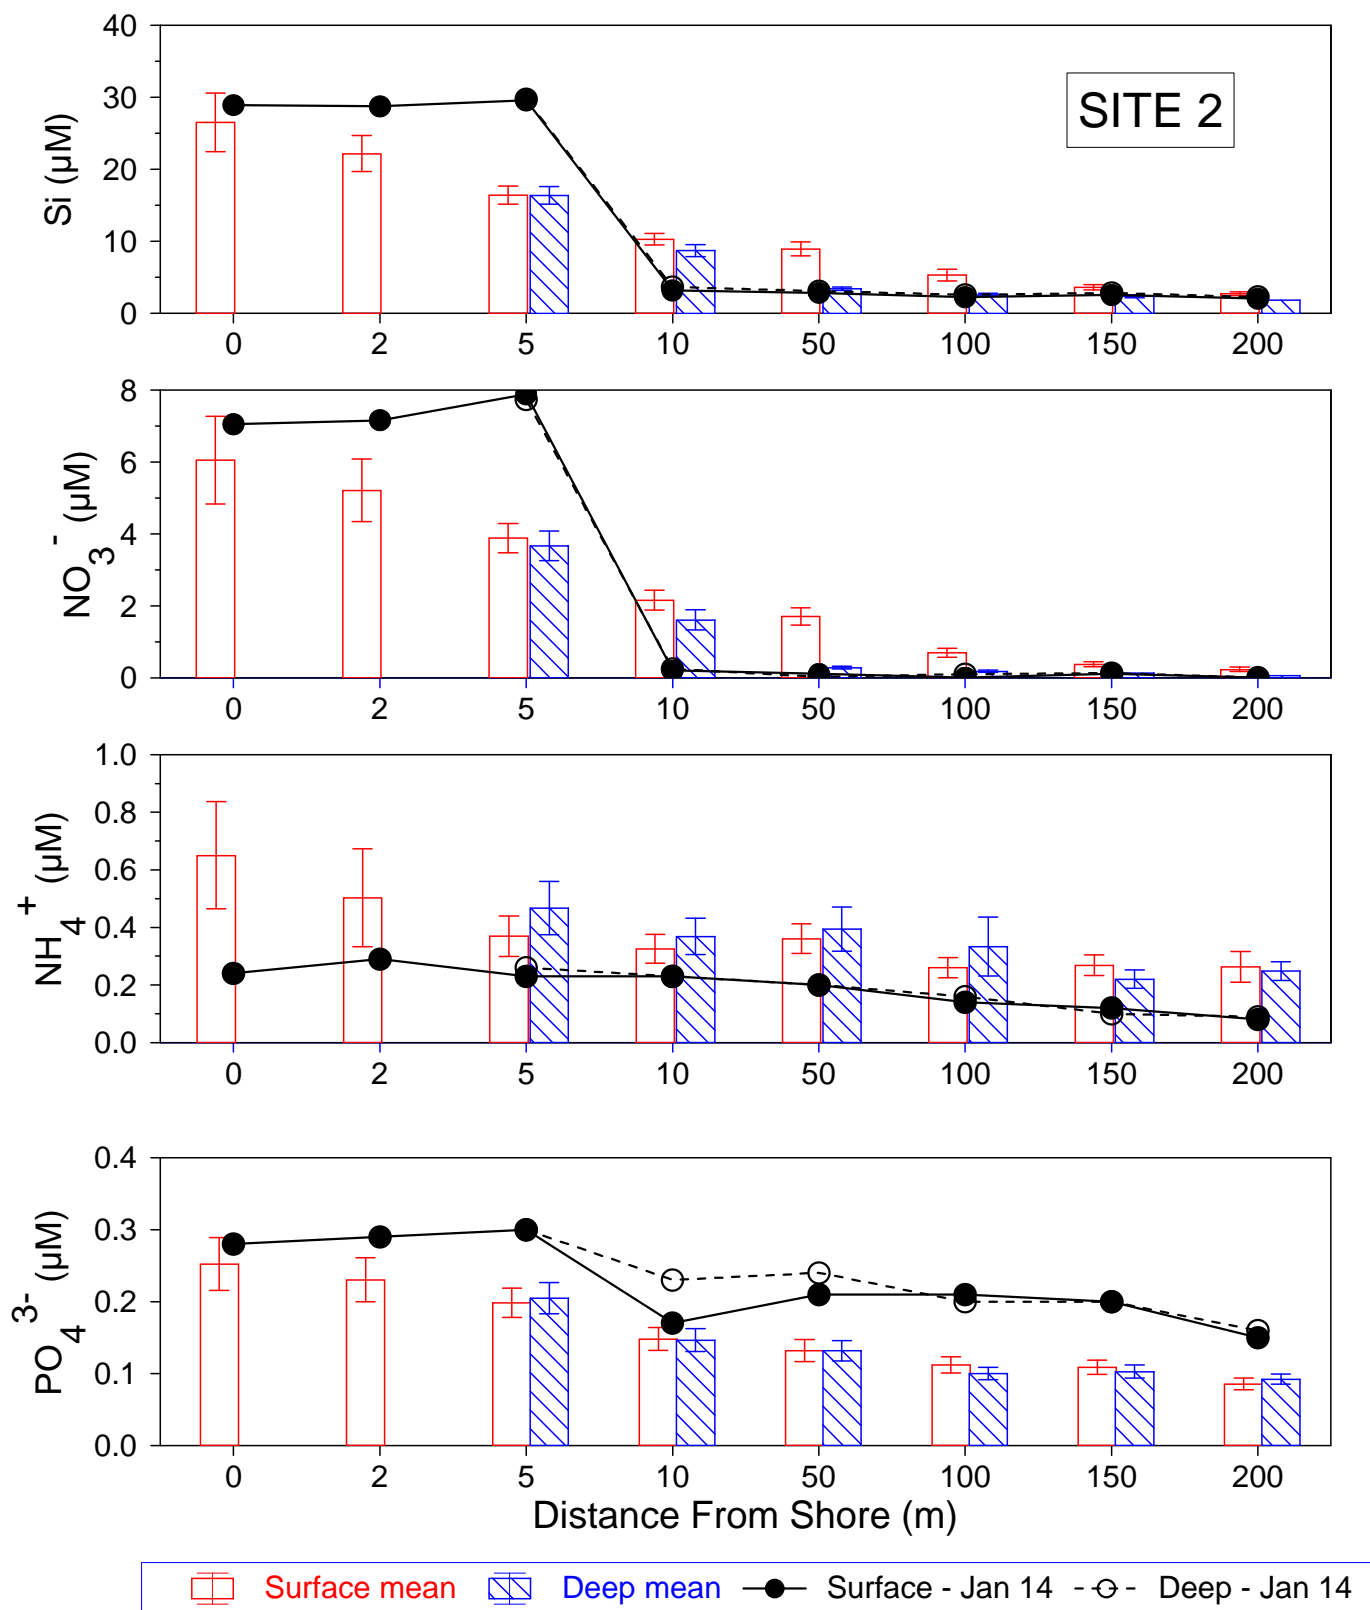 SITE 2
Si (µM)
40
30
20
10
0
0 2 5 10 50 100 150 200
NO3- (µM)
8
6
4
2
0
0 2 5 10 50 100 150 200
NH4+ (µM)
1.0
0.8
0.6
0.4
0.2
0.0
0 2 5 10 50 100 150 200
PO43- (µM)
0.4
0.3
0.2
0.1
0.0
0 2 5 10 50 100 150 200
Distance From Shore (m)
Surface mean Deep mean Surface - Jan 14 Deep - Jan 14